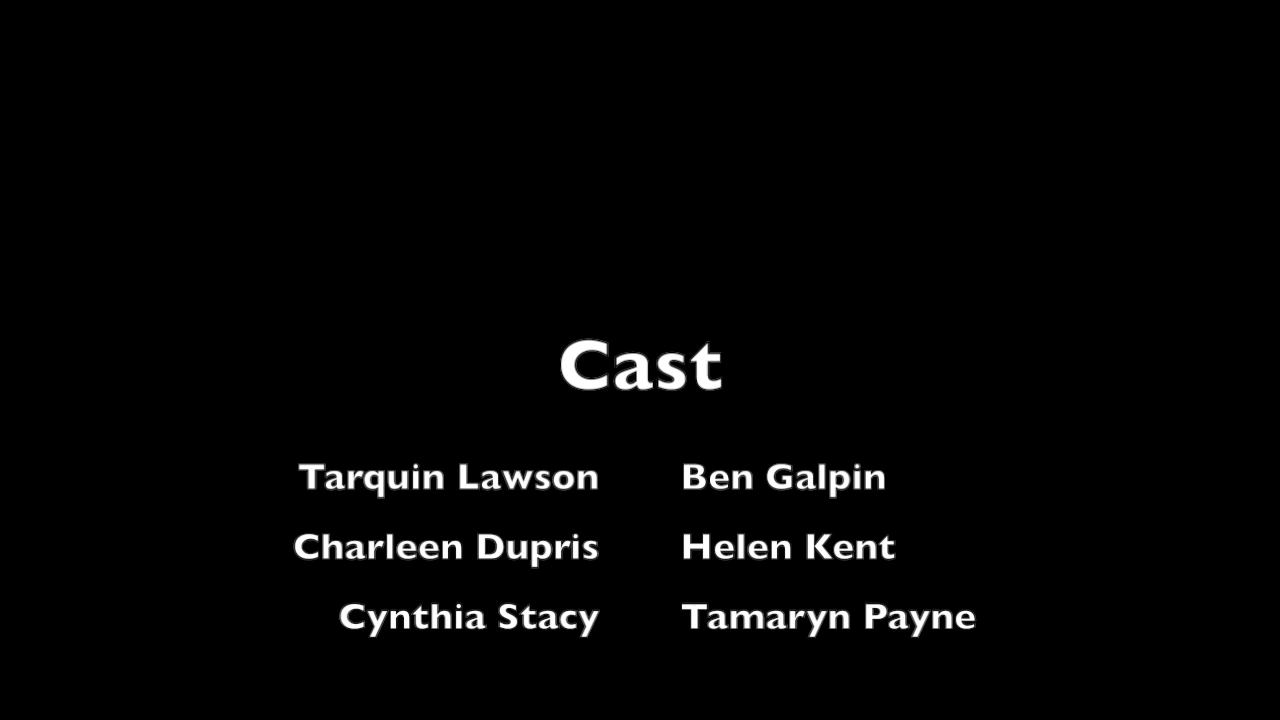 Cast
Tarquin Lawson Ben Galpin
Charleen Dupris Helen Kent
Cynthia Stacy Tamaryn Payne